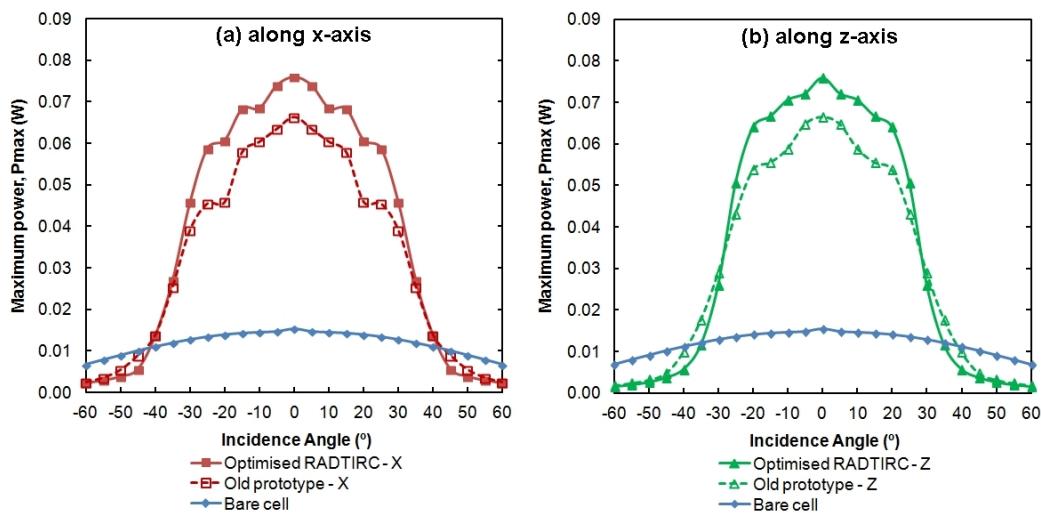 (a) along x-axis
Maximum power, Pmax (W)
0.09
0.08
0.07
0.06
0.05
0.04
0.03
0.02
0.01
0.00
-60 -50 -40 -30 -20 -10 0 10 20 30 40 50 60
Incidence Angle (º)
Optimised RADTIRC - X
Old prototype - X
Bare cell
(b) along z-axis
Maximum power, Pmax (W)
0.09
0.08
0.07
0.06
0.05
0.04
0.03
0.02
0.01
0.00
-60 -50 -40 -30 -20 -10 0 10 20 30 40 50 60
Incidence Angle (º)
Optimised RADTIRC - Z
Old prototype - Z
Bare cell